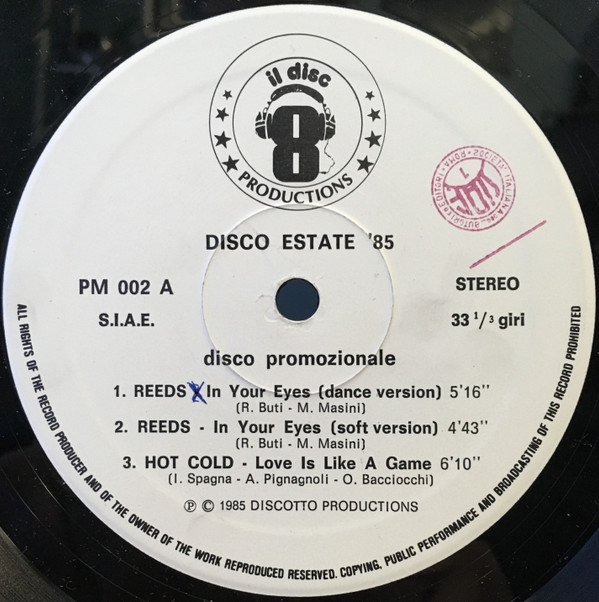 il disc
8
PRODUCTIONS
DISCO ESTATE '85
PM 002 A
STEREO
S.I.A.E.
33 1/3 giri
disco promozionale
1. REEDS - In Your Eyes (dance version) 5'16''
(R. Buti - M. Masini)
2. REEDS - In Your Eyes (soft version) 4'43''
(R. Buti - M. Masini)
3. HOT COLD - Love Is Like A Game 6'10''
(I. Spagna - A. Pignagnoli - O. Bacciocchi)
Ⓟ © 1985 DISCOTTO PRODUCTIONS
ALL RIGHTS OF THE RECORD PRODUCER AND OF THE OWNER OF THE WORK REPRODUCED RESERVED. COPYING, PUBLIC PERFORMANCE AND BROADCASTING OF THIS RECORD PROHIBITED
SIAE
ROMA